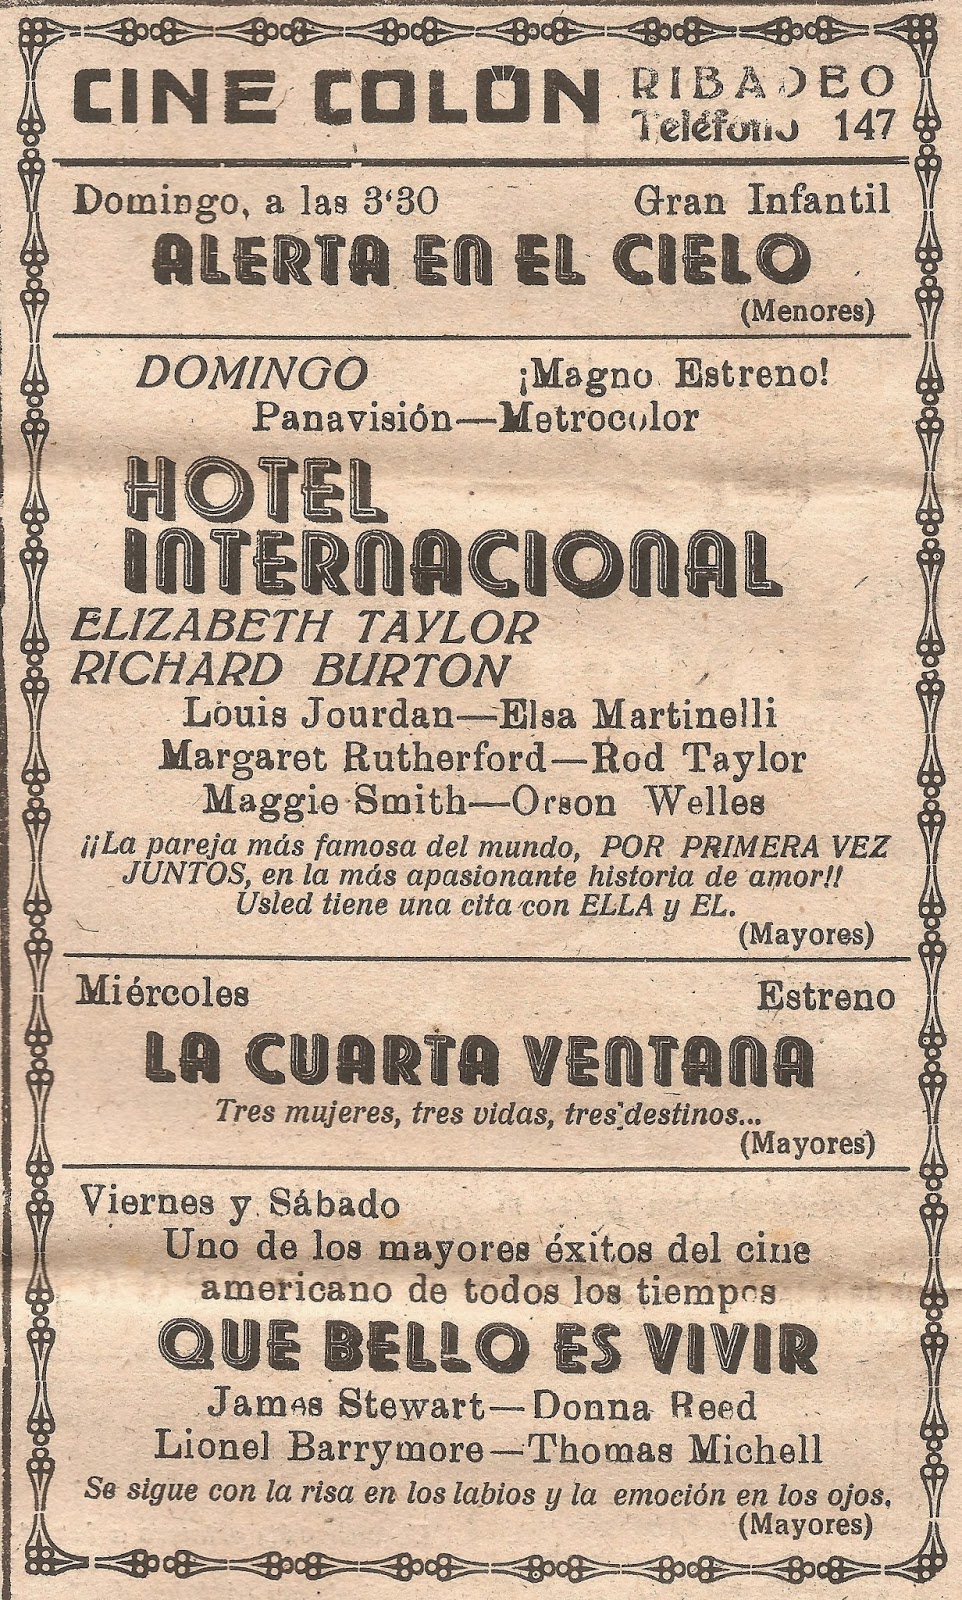 CINE COLON
RIBADEO
Teléfono 147
Domingo, a las 3'30 Gran Infantil
ALERTA EN EL CIELO
(Menores)
DOMINGO ¡Magno Estreno!
Panavisión—Metrocolor
HOTEL
INTERNACIONAL
ELIZABETH TAYLOR
RICHARD BURTON
Louis Jourdan—Elsa Martinelli
Margaret Rutherford—Rod Taylor
Maggie Smith—Orson Welles
¡¡La pareja más famosa del mundo, POR PRIMERA VEZ
JUNTOS, en la más apasionante historia de amor!!
Usled tiene una cita con ELLA y EL.
(Mayores)
Miércoles Estreno
LA CUARTA VENTANA
Tres mujeres, tres vidas, tres destinos...
(Mayores)
Viernes y Sábado
Uno de los mayores éxitos del cine
americano de todos los tiempos
QUE BELLO ES VIVIR
James Stewart—Donna Reed
Lionel Barrymore—Thomas Michell
Se sigue con la risa en los labios y la emoción en los ojos.
(Mayores)